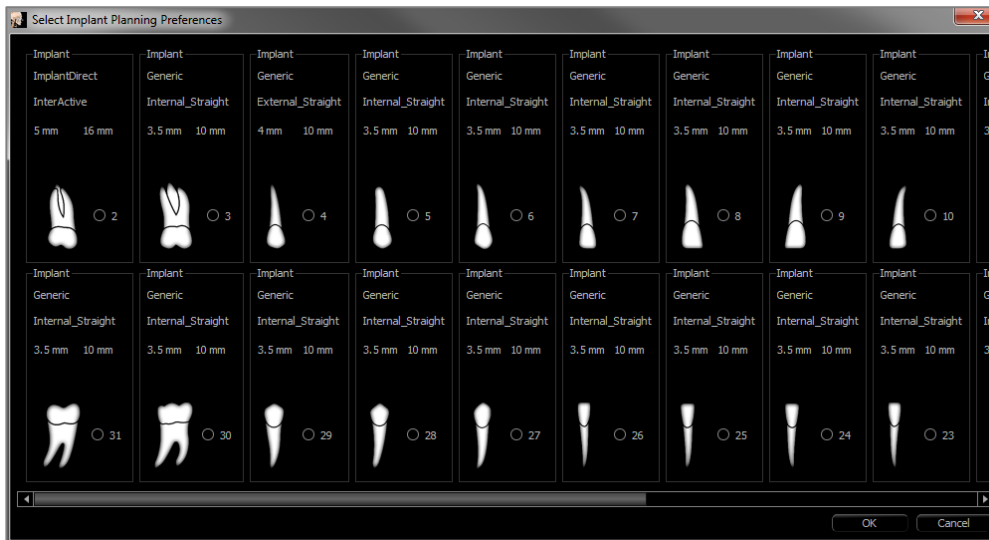 Select Implant Planning Preferences
Implant Implant Implant Implant Implant Implant Implant Implant Implant
ImplantDirect Generic Generic Generic Generic Generic Generic Generic Generic
InterActive Internal_Straight External_Straight Internal_Straight Internal_Straight Internal_Straight Internal_Straight Internal_Straight Internal_Straight
5 mm 16 mm 3.5 mm 10 mm 4 mm 10 mm 3.5 mm 10 mm 3.5 mm 10 mm 3.5 mm 10 mm 3.5 mm 10 mm 3.5 mm 10 mm 3.5 mm 10 mm
2 3 4 5 6 7 8 9 10
Implant Implant Implant Implant Implant Implant Implant Implant Implant
Generic Generic Generic Generic Generic Generic Generic Generic Generic
Internal_Straight Internal_Straight Internal_Straight Internal_Straight Internal_Straight Internal_Straight Internal_Straight Internal_Straight Internal_Straight
3.5 mm 10 mm 3.5 mm 10 mm 3.5 mm 10 mm 3.5 mm 10 mm 3.5 mm 10 mm 3.5 mm 10 mm 3.5 mm 10 mm 3.5 mm 10 mm 3.5 mm 10 mm
31 30 29 28 27 26 25 24 23
OK Cancel